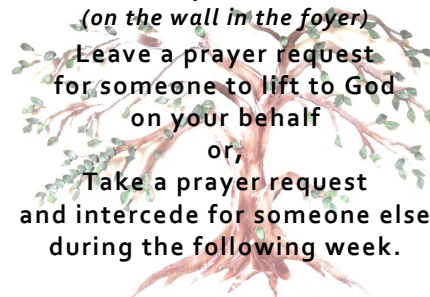 (on the wall in the foyer)
Leave a prayer request
for someone to lift to God
on your behalf
or,
Take a prayer request
and intercede for someone else
during the following week.